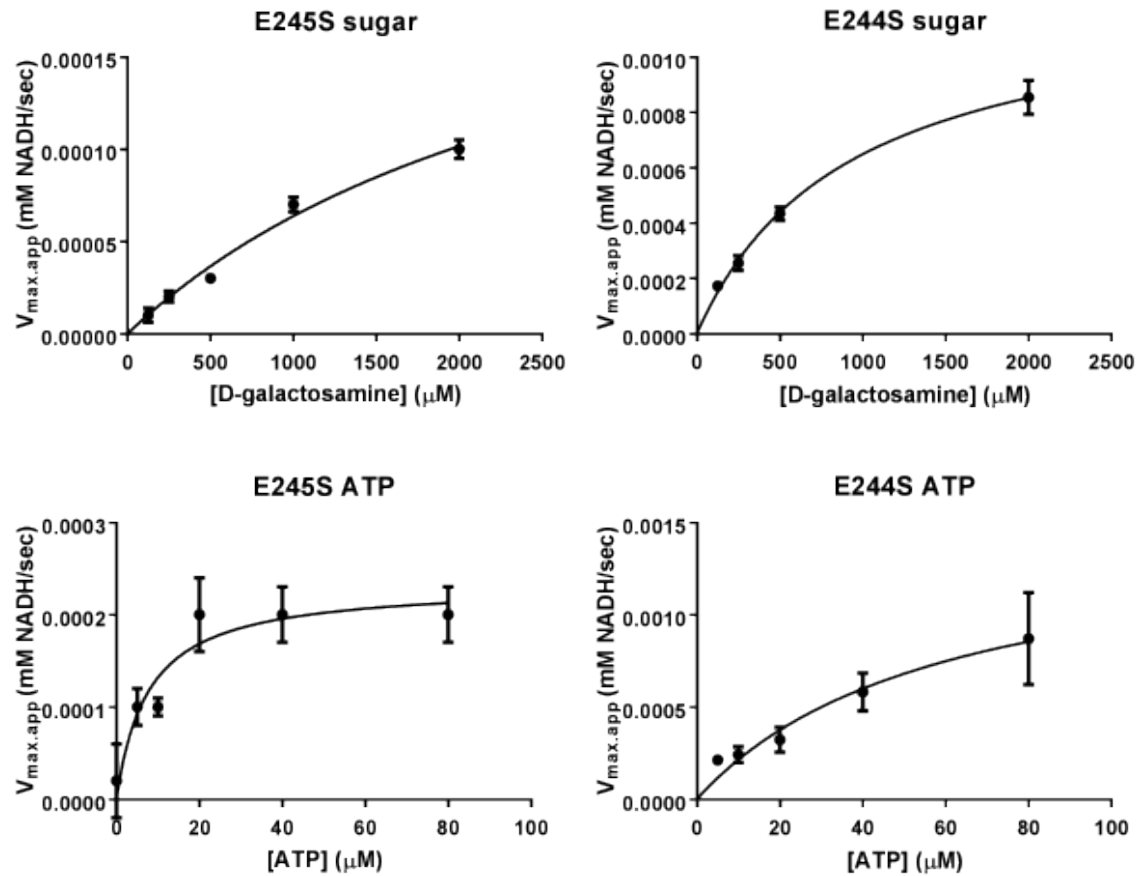 E245S sugar
V_max.app (mM NADH/sec)
0.00015
0.00010
0.00005
0.00000
0 500 1000 1500 2000 2500
[D-galactosamine] (μM)
E244S sugar
V_max.app (mM NADH/sec)
0.0010
0.0008
0.0006
0.0004
0.0002
0.0000
0 500 1000 1500 2000 2500
[D-galactosamine] (μM)
E245S ATP
V_max.app (mM NADH/sec)
0.0003
0.0002
0.0001
0.0000
0 20 40 60 80 100
[ATP] (μM)
E244S ATP
V_max.app (mM NADH/sec)
0.0015
0.0010
0.0005
0.0000
0 20 40 60 80 100
[ATP] (μM)